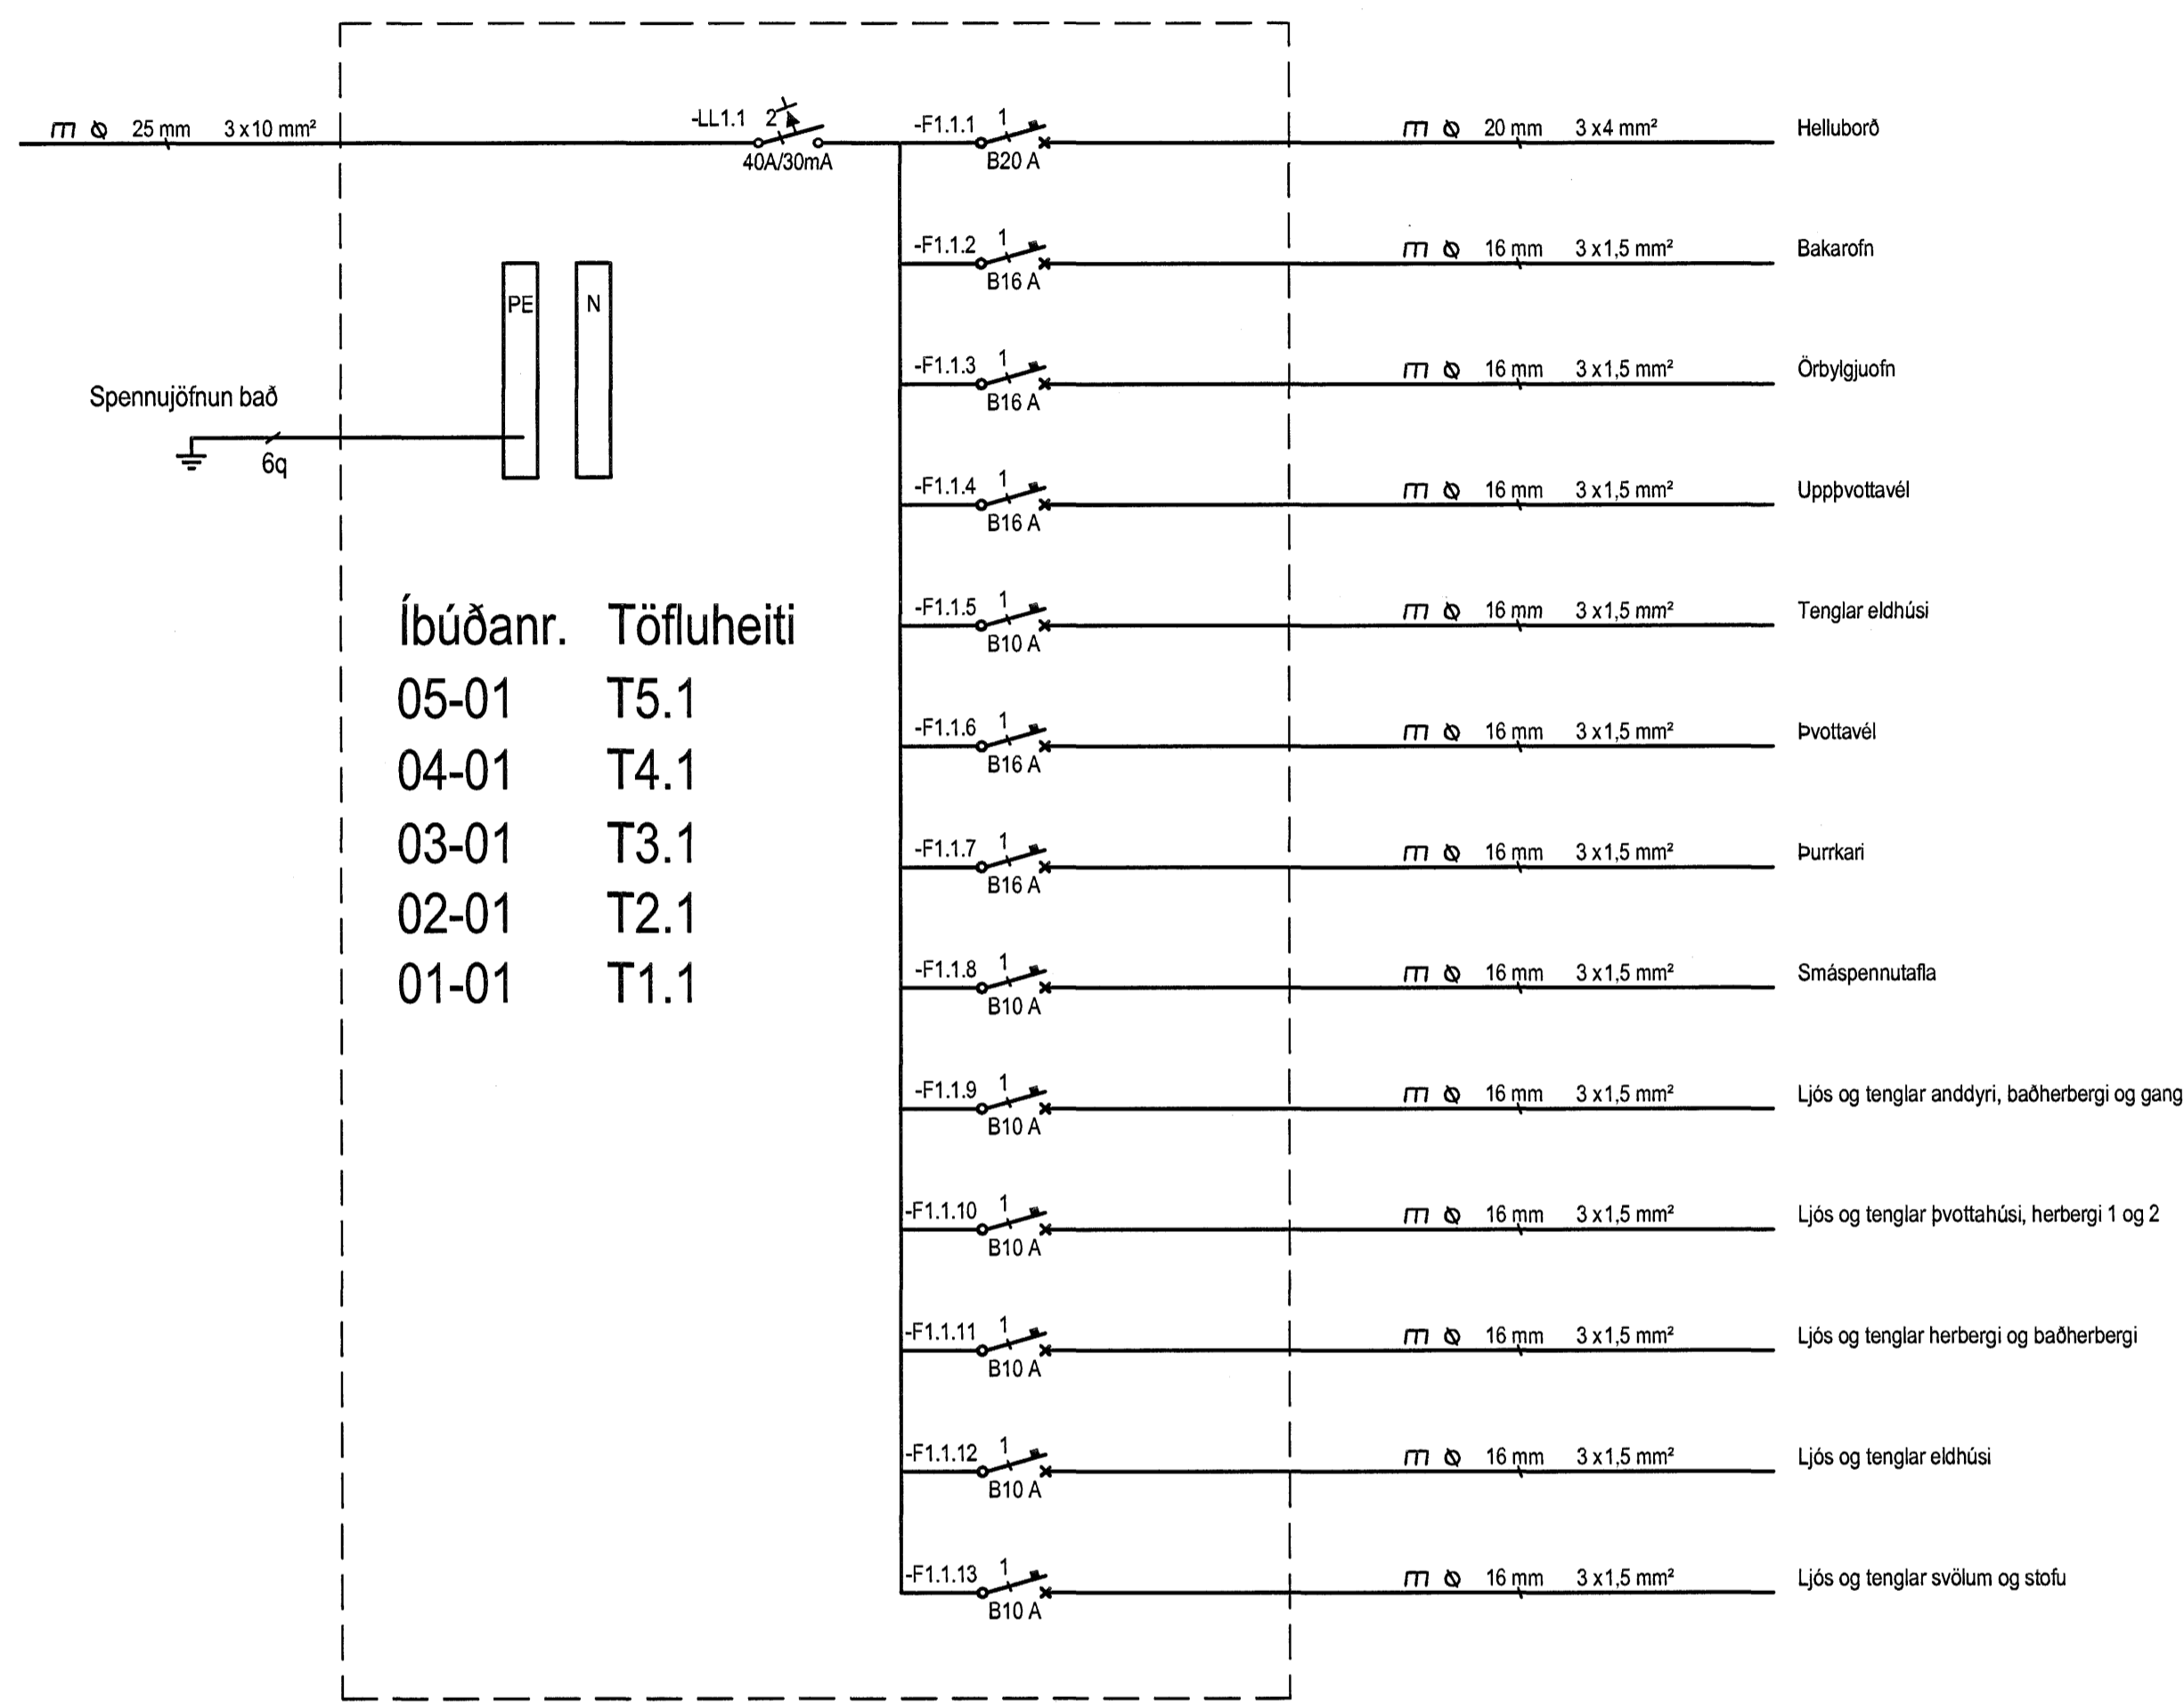 25 mm 3 x 10 mm²
-LL1.1 2
40A/30mA
-F1.1.1 1
B20 A
20 mm 3 x 4 mm² Helluborð
-F1.1.2 1
B16 A
16 mm 3 x 1,5 mm² Bakarofn
PE N
-F1.1.3 1
B16 A
16 mm 3 x 1,5 mm² Örbylgjuofn
Spennujöfnun bað
6q
-F1.1.4 1
B16 A
16 mm 3 x 1,5 mm² Uppþvottavél
-F1.1.5 1
B10 A
16 mm 3 x 1,5 mm² Tenglar eldhúsi
Íbúðanr. Töfluheiti
05-01 T5.1
04-01 T4.1
03-01 T3.1
02-01 T2.1
01-01 T1.1
-F1.1.6 1
B16 A
16 mm 3 x 1,5 mm² Þvottavél
-F1.1.7 1
B16 A
16 mm 3 x 1,5 mm² Þurrkari
-F1.1.8 1
B10 A
16 mm 3 x 1,5 mm² Smáspennutafla
-F1.1.9 1
B10 A
16 mm 3 x 1,5 mm² Ljós og tenglar anddyri, baðherbergi og gang
-F1.1.10 1
B10 A
16 mm 3 x 1,5 mm² Ljós og tenglar þvottahúsi, herbergi 1 og 2
-F1.1.11 1
B10 A
16 mm 3 x 1,5 mm² Ljós og tenglar herbergi og baðherbergi
-F1.1.12 1
B10 A
16 mm 3 x 1,5 mm² Ljós og tenglar eldhúsi
-F1.1.13 1
B10 A
16 mm 3 x 1,5 mm² Ljós og tenglar svölum og stofu